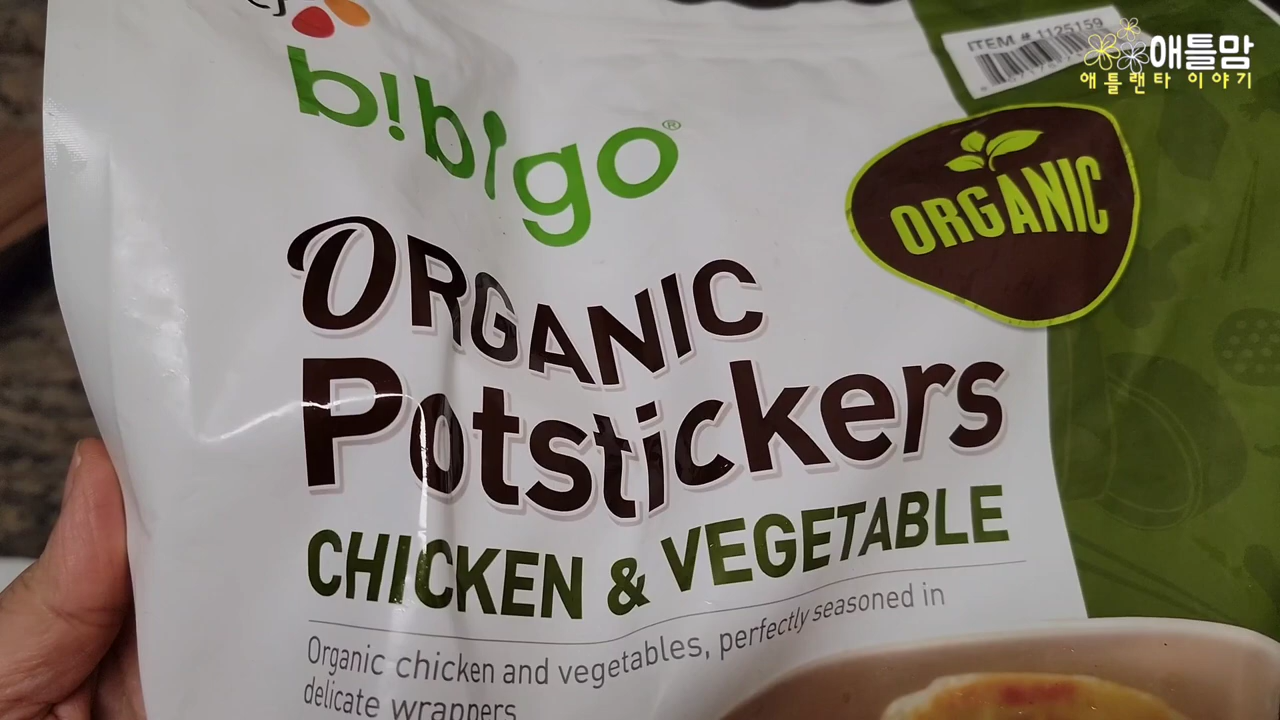 b!b!go®
ORGANIC
Potstickers
CHICKEN & VEGETABLE
Organic chicken and vegetables, perfectly seasoned in
delicate wrappers
ORGANIC
ITEM # 1125159
애틀맘
애틀랜타 이야기